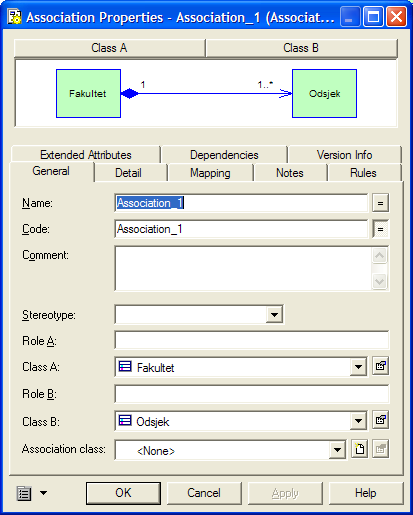 Association Properties - Association_1 (Associat...
Class A Class B
Fakultet 1 1..* Odsjek
Extended Attributes Dependencies Version Info
General Detail Mapping Notes Rules
Name: Association_1 =
Code: Association_1 =
Comment:
Stereotype:
Role A:
Class A: Fakultet
Role B:
Class B: Odsjek
Association class: <None>
OK Cancel Apply Help